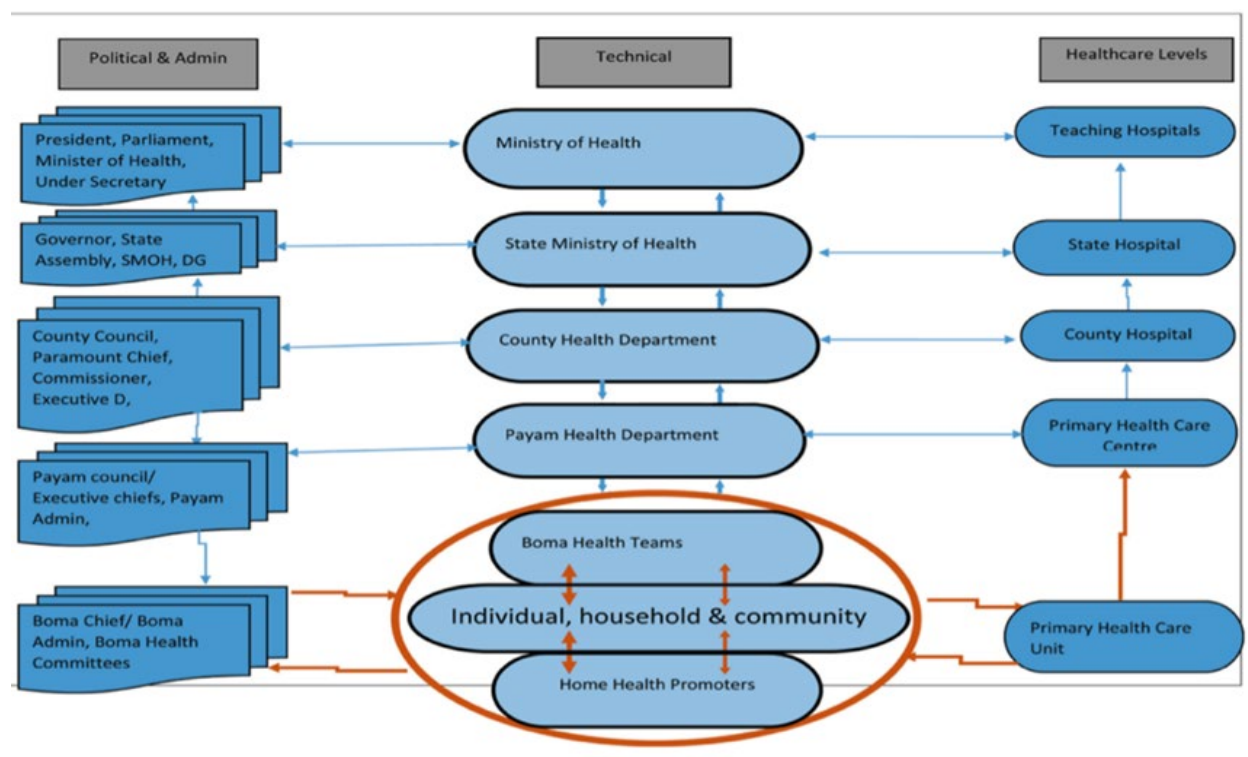 Political & Admin
Technical
Healthcare Levels
President, Parliament,
Minister of Health,
Under Secretary
Ministry of Health
Teaching Hospitals
Governor, State
Assembly, SMOH, DG
State Ministry of Health
State Hospital
County Council,
Paramount Chief,
Commissioner,
Executive D,
County Health Department
County Hospital
Payam council/
Executive chiefs, Payam
Admin,
Payam Health Department
Primary Health Care
Centre
Boma Health Teams
Individual, household & community
Home Health Promoters
Boma Chief/ Boma
Admin, Boma Health
Committees
Primary Health Care
Unit